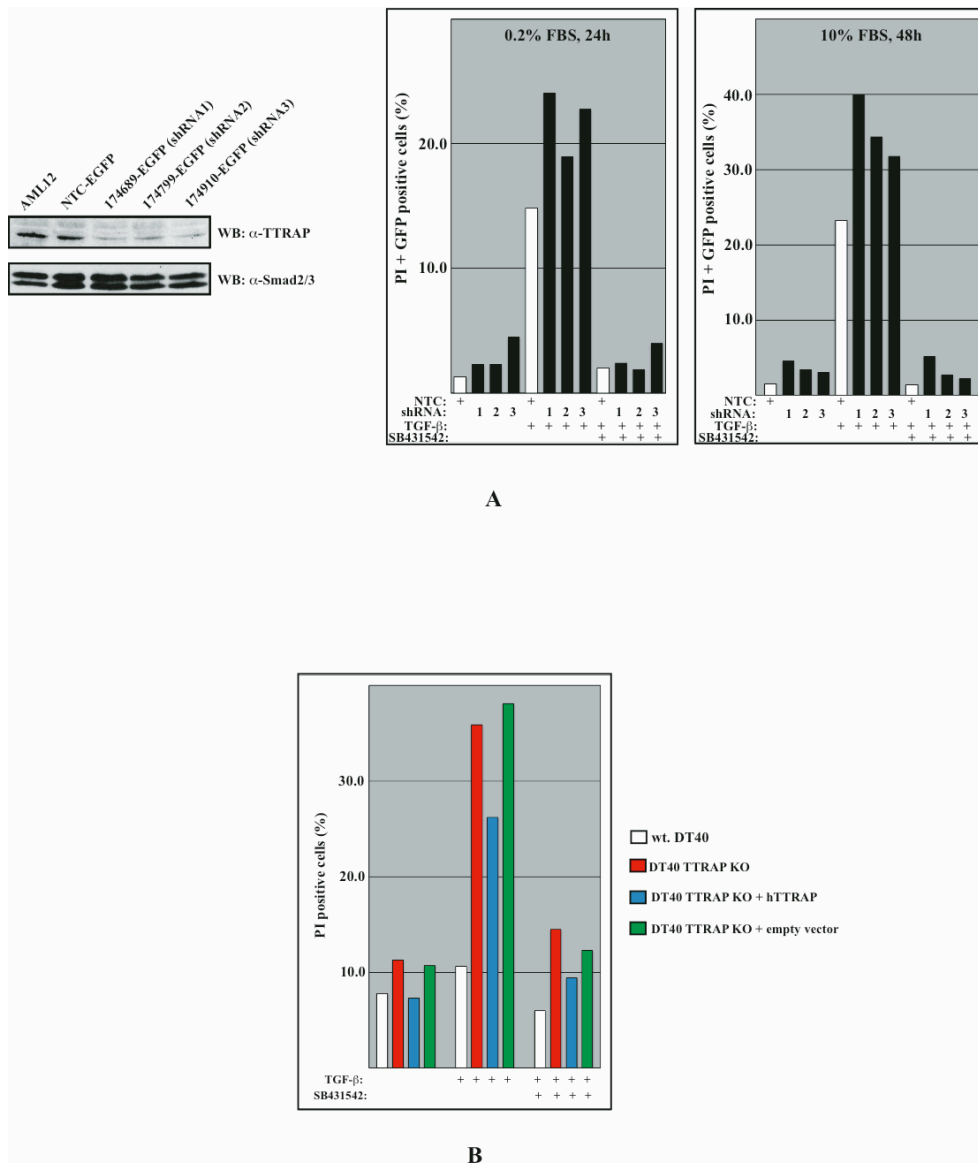 AML12
NTC-EGFP
174689-EGFP (shRNA1)
174799-EGFP (shRNA2)
174910-EGFP (shRNA3)
WB: α-TTRAP
WB: α-Smad2/3
0.2% FBS, 24h
PI + GFP positive cells (%)
20.0
10.0
NTC: + + +
shRNA: 1 2 3 1 2 3 1 2 3
TGF-β: + + + + + + + +
SB431542: + + + +
10% FBS, 48h
PI + GFP positive cells (%)
40.0
30.0
20.0
10.0
NTC: + + +
shRNA: 1 2 3 1 2 3 1 2 3
TGF-β: + + + + + + + +
SB431542: + + + +
A
PI positive cells (%)
30.0
20.0
10.0
TGF-β: + + + + + + + +
SB431542: + + + +
wt. DT40
DT40 TTRAP KO
DT40 TTRAP KO + hTTRAP
DT40 TTRAP KO + empty vector
B